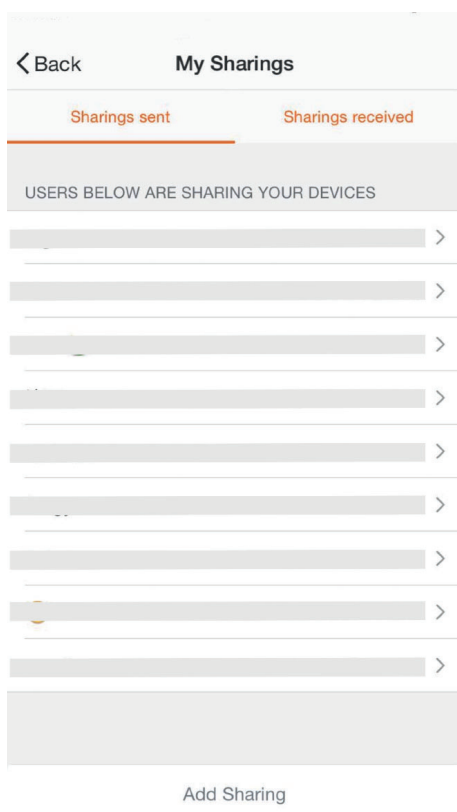 Back
My Sharings
Sharings sent
Sharings received
USERS BELOW ARE SHARING YOUR DEVICES
Add Sharing